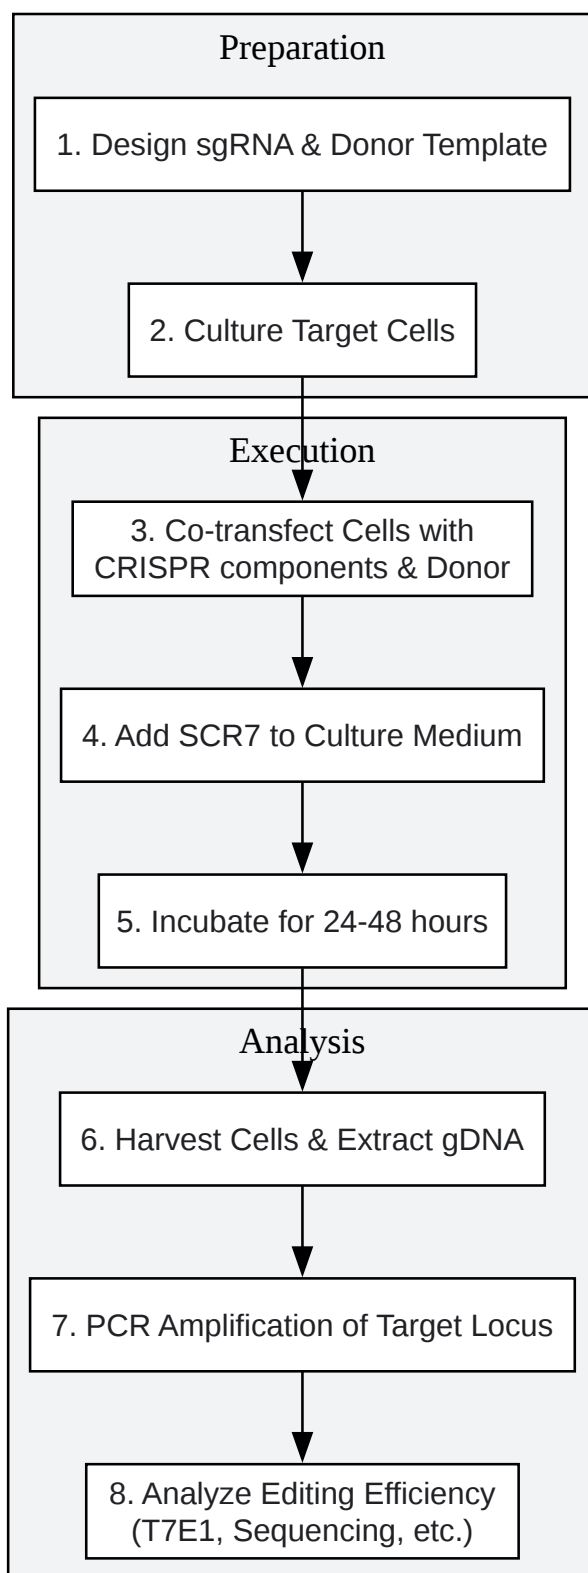 Preparation
1. Design sgRNA & Donor Template
2. Culture Target Cells
Execution
3. Co-transfect Cells with
CRISPR components & Donor
4. Add SCR7 to Culture Medium
5. Incubate for 24-48 hours
Analysis
6. Harvest Cells & Extract gDNA
7. PCR Amplification of Target Locus
8. Analyze Editing Efficiency
(T7E1, Sequencing, etc.)